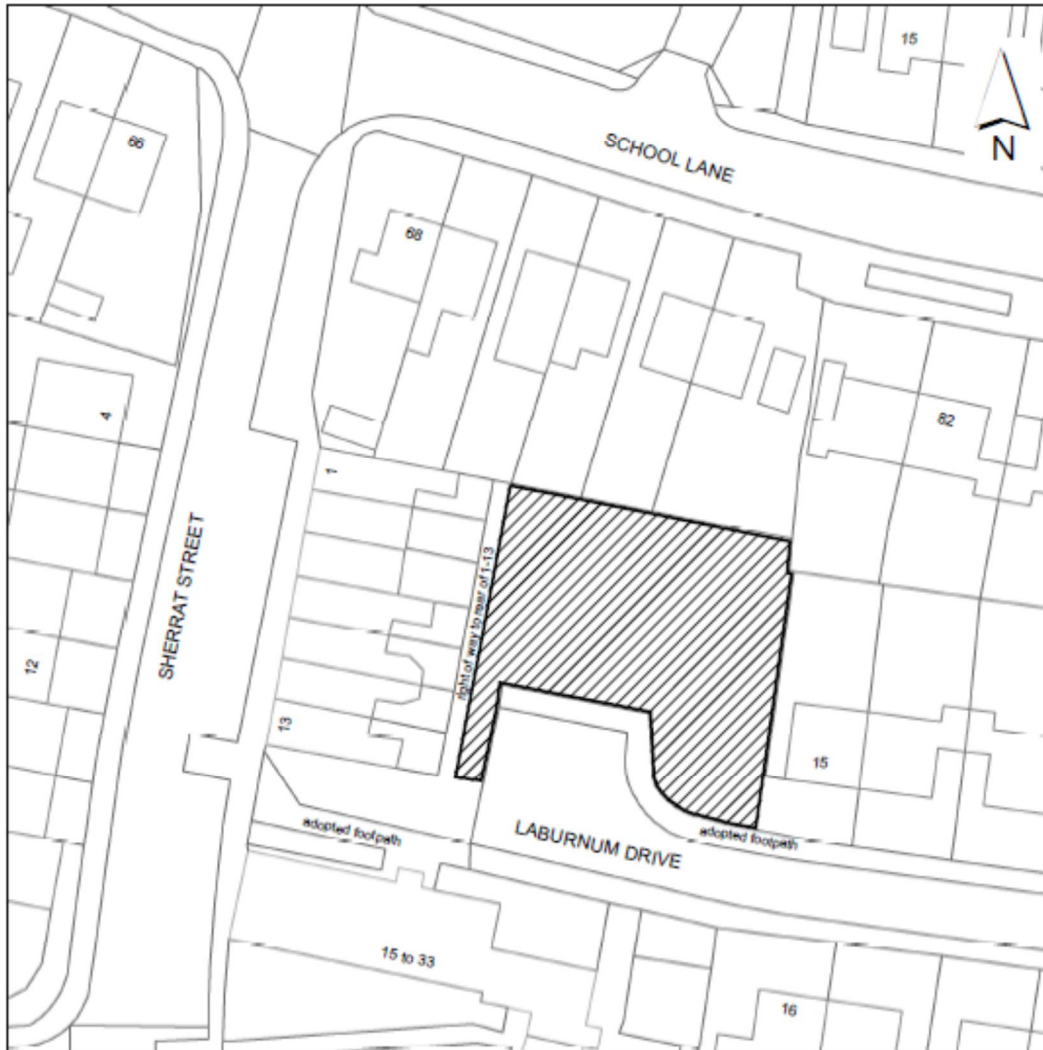 15
N
SCHOOL LANE
66
68
82
4
1
right of way to rear of 1-13
SHERRAT STREET
12
13
15
adopted footpath
LABURNUM DRIVE
adopted footpath
15 to 33
16